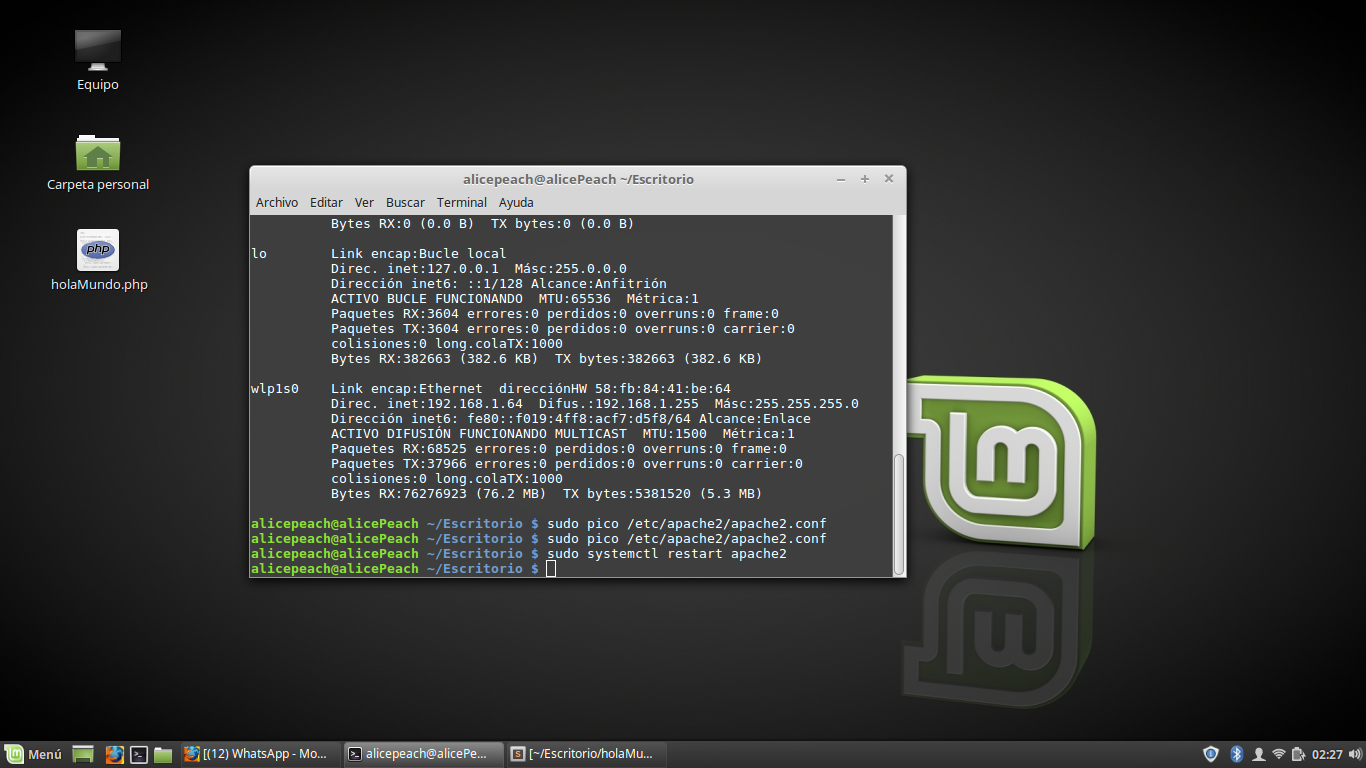 Equipo
Carpeta personal
php
holaMundo.php
alicepeach@alicePeach ~/Escritorio
Archivo Editar Ver Buscar Terminal Ayuda
Bytes RX:0 (0.0 B)  TX bytes:0 (0.0 B)
lo        Link encap:Bucle local
Direc. inet:127.0.0.1  Másc:255.0.0.0
Dirección inet6: ::1/128 Alcance:Anfitrión
ACTIVO BUCLE FUNCIONANDO  MTU:65536  Métrica:1
Paquetes RX:3604 errores:0 perdidos:0 overruns:0 frame:0
Paquetes TX:3604 errores:0 perdidos:0 overruns:0 carrier:0
colisiones:0 long.colaTX:1000
Bytes RX:382663 (382.6 KB)  TX bytes:382663 (382.6 KB)
wlp1s0    Link encap:Ethernet  direcciónHW 58:fb:84:41:be:64
Direc. inet:192.168.1.64  Difus.:192.168.1.255  Másc:255.255.255.0
Dirección inet6: fe80::f019:4ff8:acf7:d5f8/64 Alcance:Enlace
ACTIVO DIFUSIÓN FUNCIONANDO MULTICAST  MTU:1500  Métrica:1
Paquetes RX:68525 errores:0 perdidos:0 overruns:0 frame:0
Paquetes TX:37966 errores:0 perdidos:0 overruns:0 carrier:0
colisiones:0 long.colaTX:1000
Bytes RX:76276923 (76.2 MB)  TX bytes:5381520 (5.3 MB)
alicepeach@alicePeach ~/Escritorio $ sudo pico /etc/apache2/apache2.conf
alicepeach@alicePeach ~/Escritorio $ sudo pico /etc/apache2/apache2.conf
alicepeach@alicePeach ~/Escritorio $ sudo systemctl restart apache2
alicepeach@alicePeach ~/Escritorio $
Menú [(12) WhatsApp - Mo... alicepeach@alicePe... [~/Escritorio/holaMu... 02:27